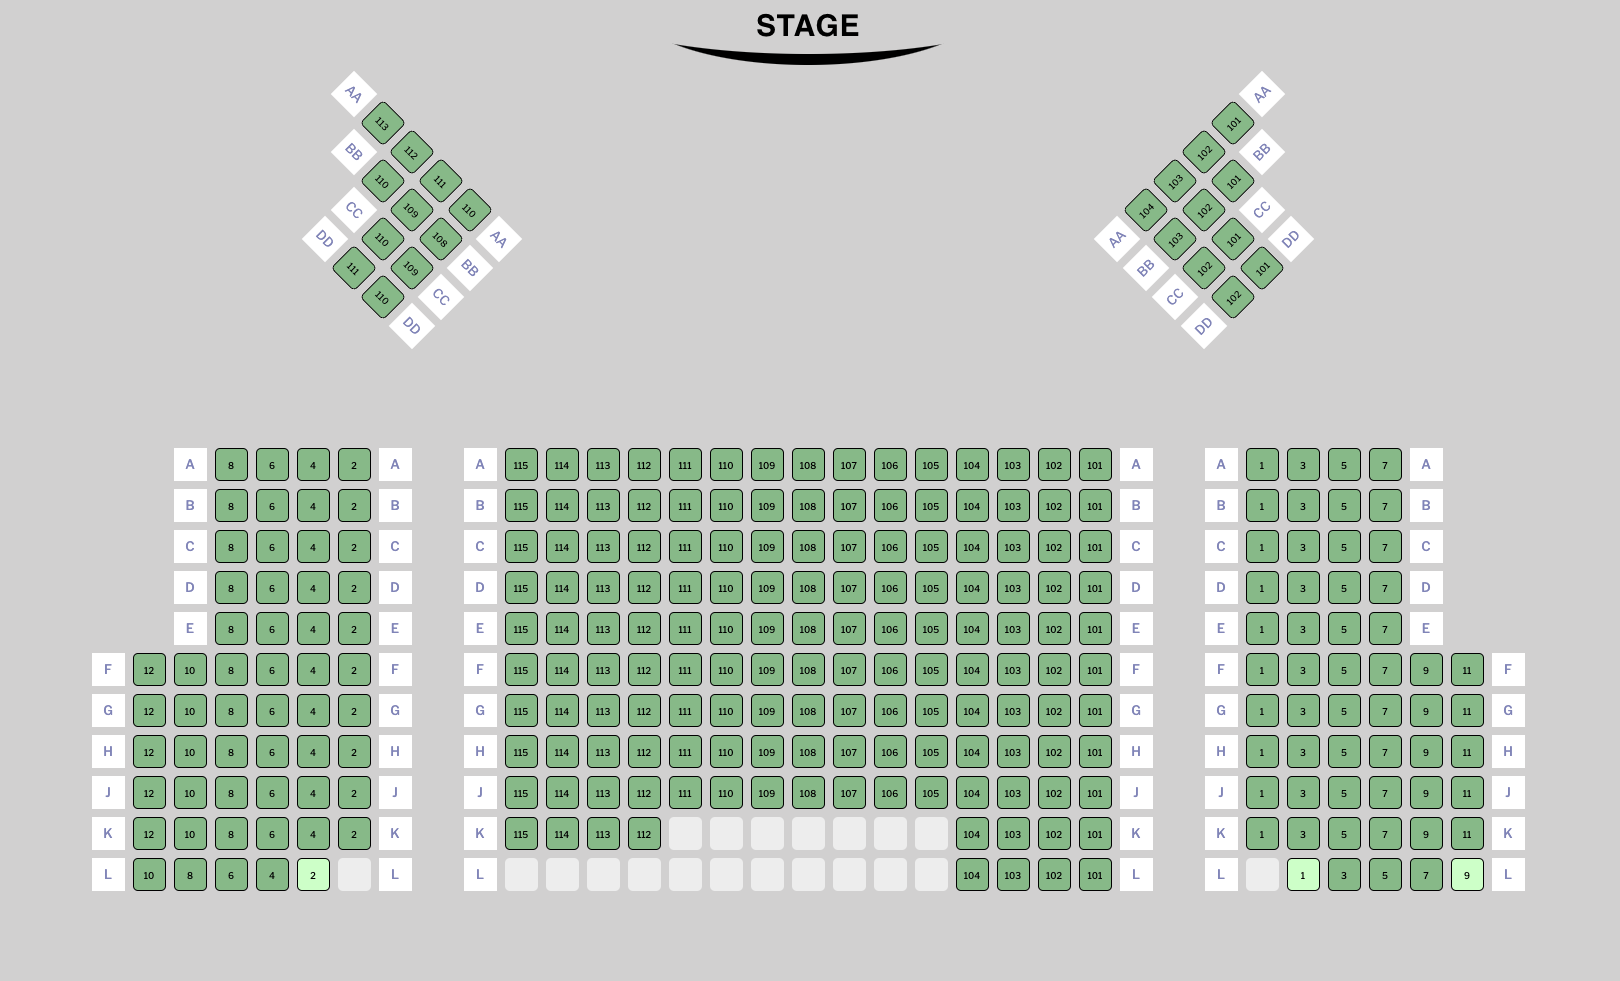 STAGE
AA 113 112 111 110 AA
BB 110 109 108 BB
CC 110 109 CC
DD 111 110 DD
AA 104 103 102 101 AA
BB 103 102 101 BB
CC 102 101 CC
DD 102 101 DD
A 8 6 4 2 A A 115 114 113 112 111 110 109 108 107 106 105 104 103 102 101 A A 1 3 5 7 A
B 8 6 4 2 B B 115 114 113 112 111 110 109 108 107 106 105 104 103 102 101 B B 1 3 5 7 B
C 8 6 4 2 C C 115 114 113 112 111 110 109 108 107 106 105 104 103 102 101 C C 1 3 5 7 C
D 8 6 4 2 D D 115 114 113 112 111 110 109 108 107 106 105 104 103 102 101 D D 1 3 5 7 D
E 8 6 4 2 E E 115 114 113 112 111 110 109 108 107 106 105 104 103 102 101 E E 1 3 5 7 E
F 12 10 8 6 4 2 F F 115 114 113 112 111 110 109 108 107 106 105 104 103 102 101 F F 1 3 5 7 9 11 F
G 12 10 8 6 4 2 G G 115 114 113 112 111 110 109 108 107 106 105 104 103 102 101 G G 1 3 5 7 9 11 G
H 12 10 8 6 4 2 H H 115 114 113 112 111 110 109 108 107 106 105 104 103 102 101 H H 1 3 5 7 9 11 H
J 12 10 8 6 4 2 J J 115 114 113 112 111 110 109 108 107 106 105 104 103 102 101 J J 1 3 5 7 9 11 J
K 12 10 8 6 4 2 K K 115 114 113 112 104 103 102 101 K K 1 3 5 7 9 11 K
L 10 8 6 4 2 L L 104 103 102 101 L L 1 3 5 7 9 L